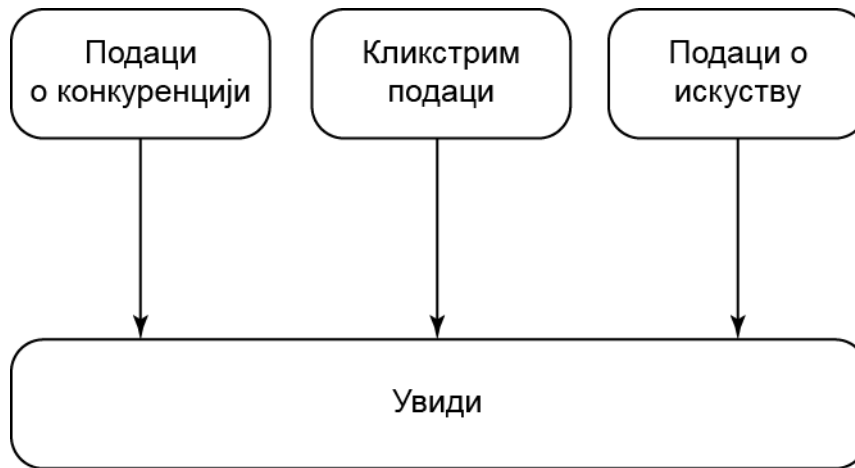 Подаци
о конкуренцији
Кликстрим
подаци
Подаци о
искуству
Увиди